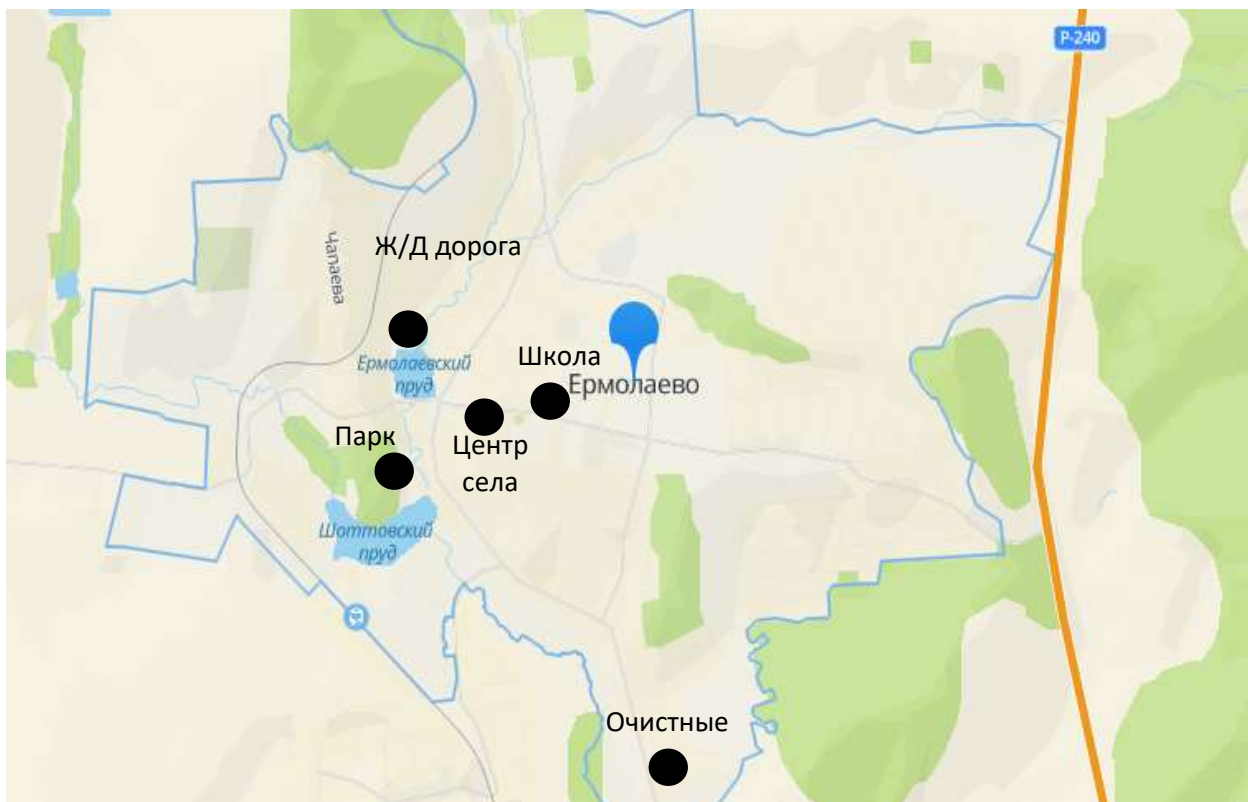 Р-240
Чапаева
Ж/Д дорога
Ермолаевский
пруд
Школа
Ермолаево
Парк
Центр
села
Шоттовский
пруд
Очистные